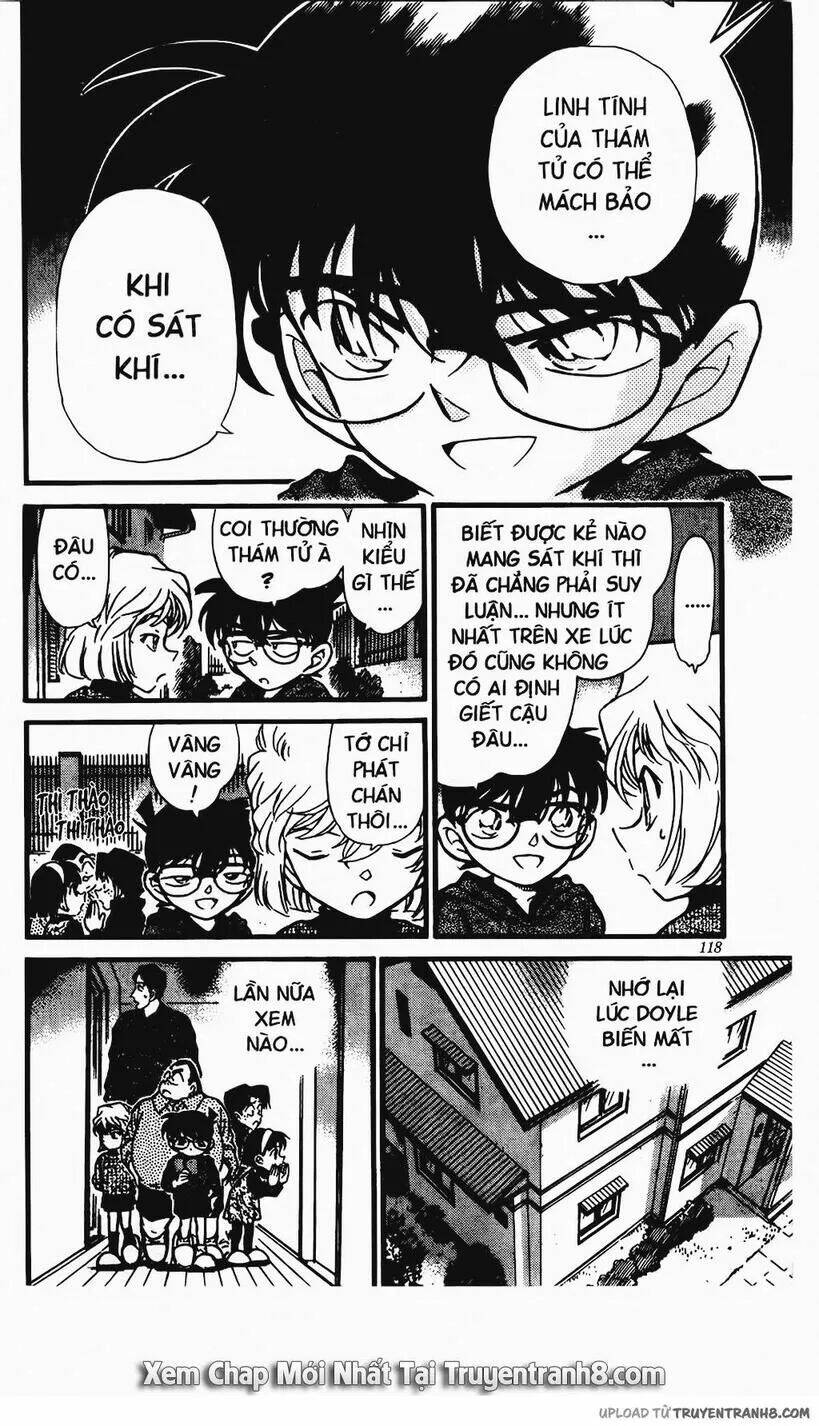 LINH TÍNH
CỦA THÁM
TỬ CÓ THỂ
MÁCH BẢO
...
KHI
CÓ SÁT
KHÍ...
......
BIẾT ĐƯỢC KẺ NÀO
MANG SÁT KHÍ THÌ
ĐÃ CHẲNG PHẢI SUY
LUẬN... NHƯNG ÍT
NHẤT TRÊN XE LÚC
ĐÓ CŨNG KHÔNG
CÓ AI ĐỊNH
GIẾT CẬU
ĐÂU...
NHÌN
KIỂU
GÌ THẾ
...
COI THƯỜNG
THÁM TỬ À
?
ĐÂU
CÓ...
TỚ CHỈ
PHÁT
CHÁN
THÔI...
VÂNG
VÂNG
!
THÌ THÀO
THÌ THÀO
118
NHỚ LẠI
LÚC DOYLE
BIẾN MẤT
...
LẦN NỮA
XEM
NÀO...
Xem Chap Mới Nhất Tại Truyentranh8.com
UPLOAD TỪ TRUYENTRANH8.COM